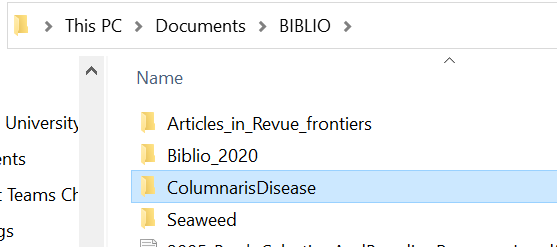 This PC > Documents > BIBLIO >
Name
University
Articles_in_Revue_frontiers
Biblio_2020
ents
ColumnarisDisease
t Teams Ch
Seaweed
gs